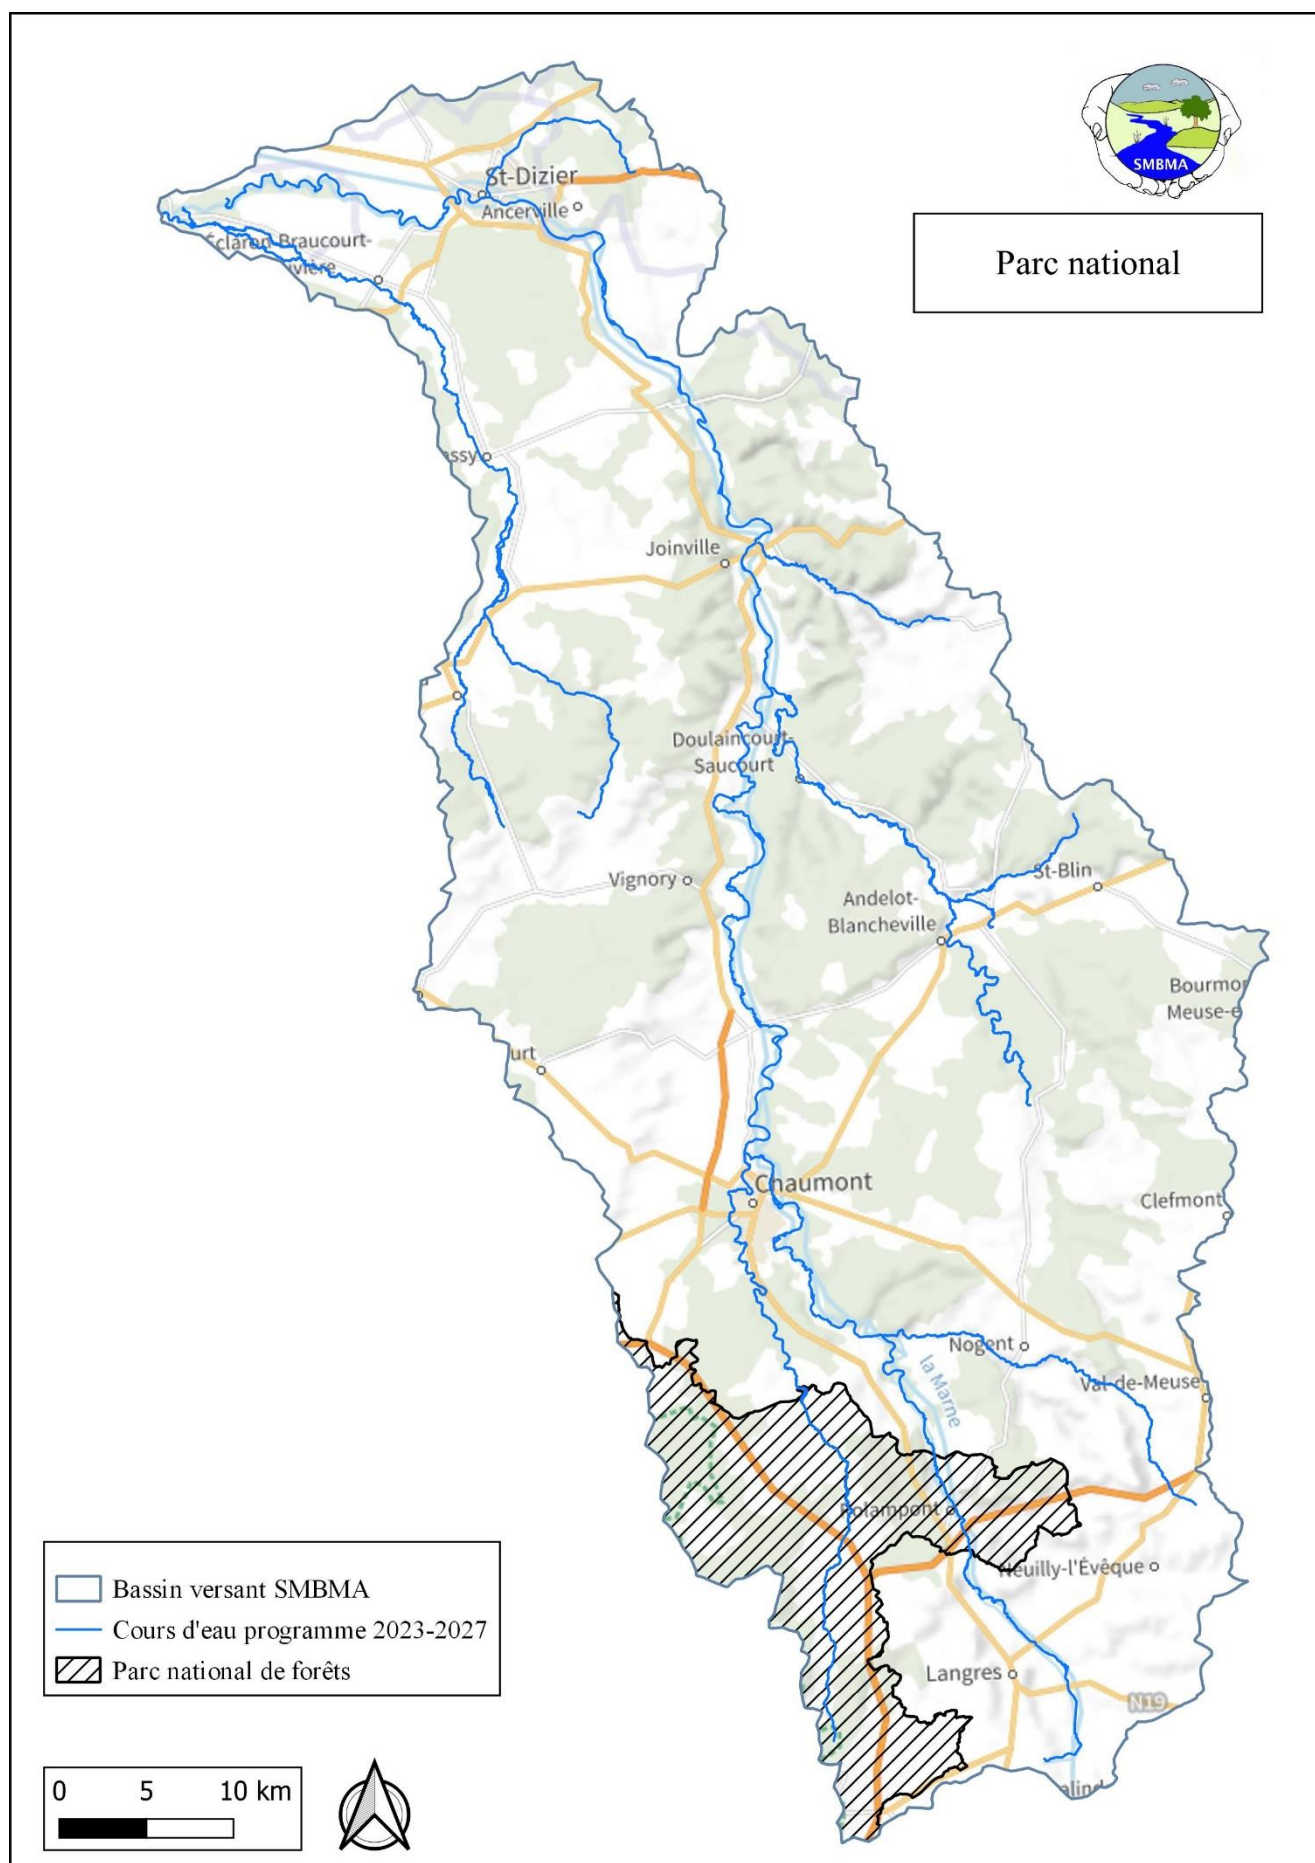 SMBMA
Parc national
St-Dizier
Ancerville
Éclaron-Braucourt-
Joinville
Doulaincourt-
Saucourt
Vignory
St-Blin
Andelot-
Blancheville
Chaumont
Clefmont
Nogent
la Marne
Val-de-Meuse
Rolampont
Neuilly-l'Évêque
Langres
N19
Bassin versant SMBMA
Cours d'eau programme 2023-2027
Parc national de forêts
0 5 10 km